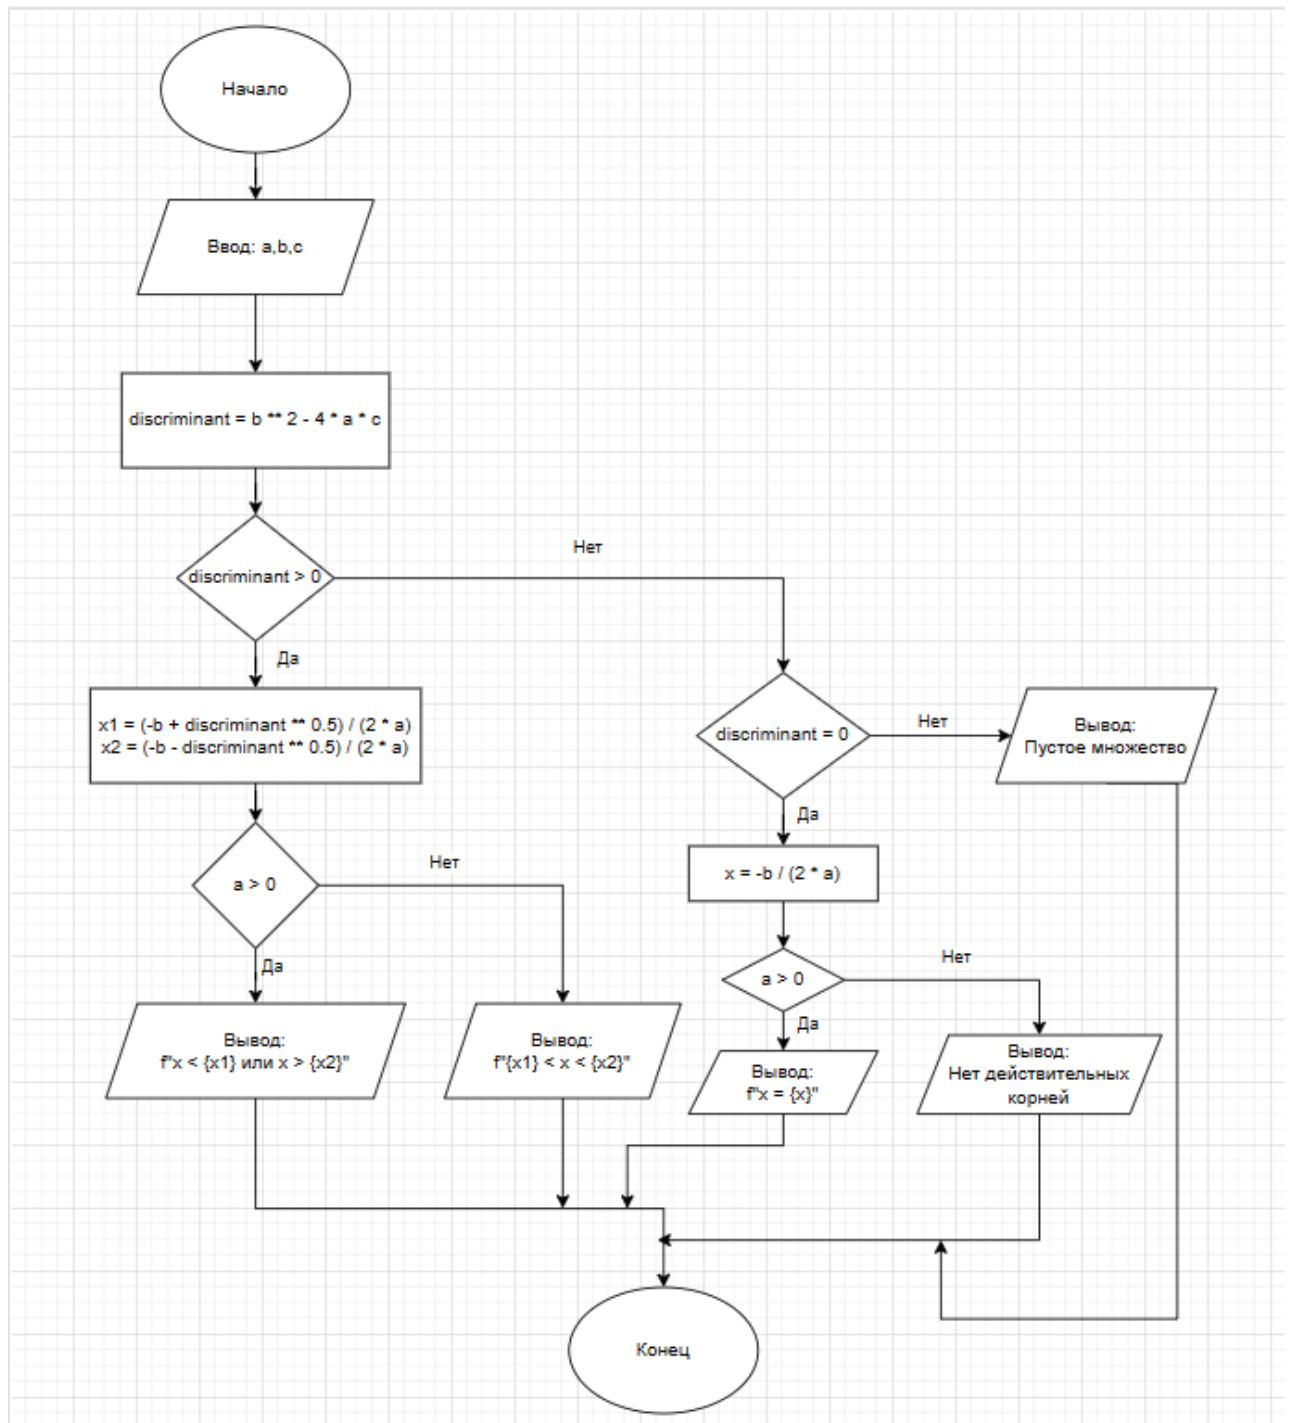 Начало
Ввод: a,b,c
discriminant = b ** 2 - 4 * a * c
discriminant > 0
Нет
Да
x1 = (-b + discriminant ** 0.5) / (2 * a)
x2 = (-b - discriminant ** 0.5) / (2 * a)
discriminant = 0
Нет
Вывод:
Пустое множество
Да
x = -b / (2 * a)
a > 0
Нет
Да
a > 0
Нет
Да
Вывод:
f"x < {x1} или x > {x2}"
Вывод:
f"{x1} < x < {x2}"
Вывод:
f"x = {x}"
Вывод:
Нет действительных
корней
Конец